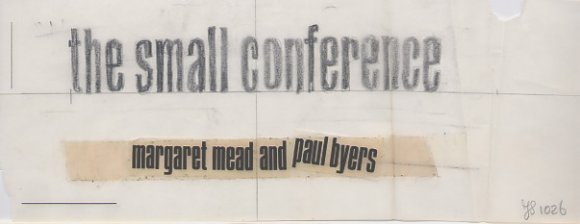 the small conference
margaret mead and paul byers
JS 1026